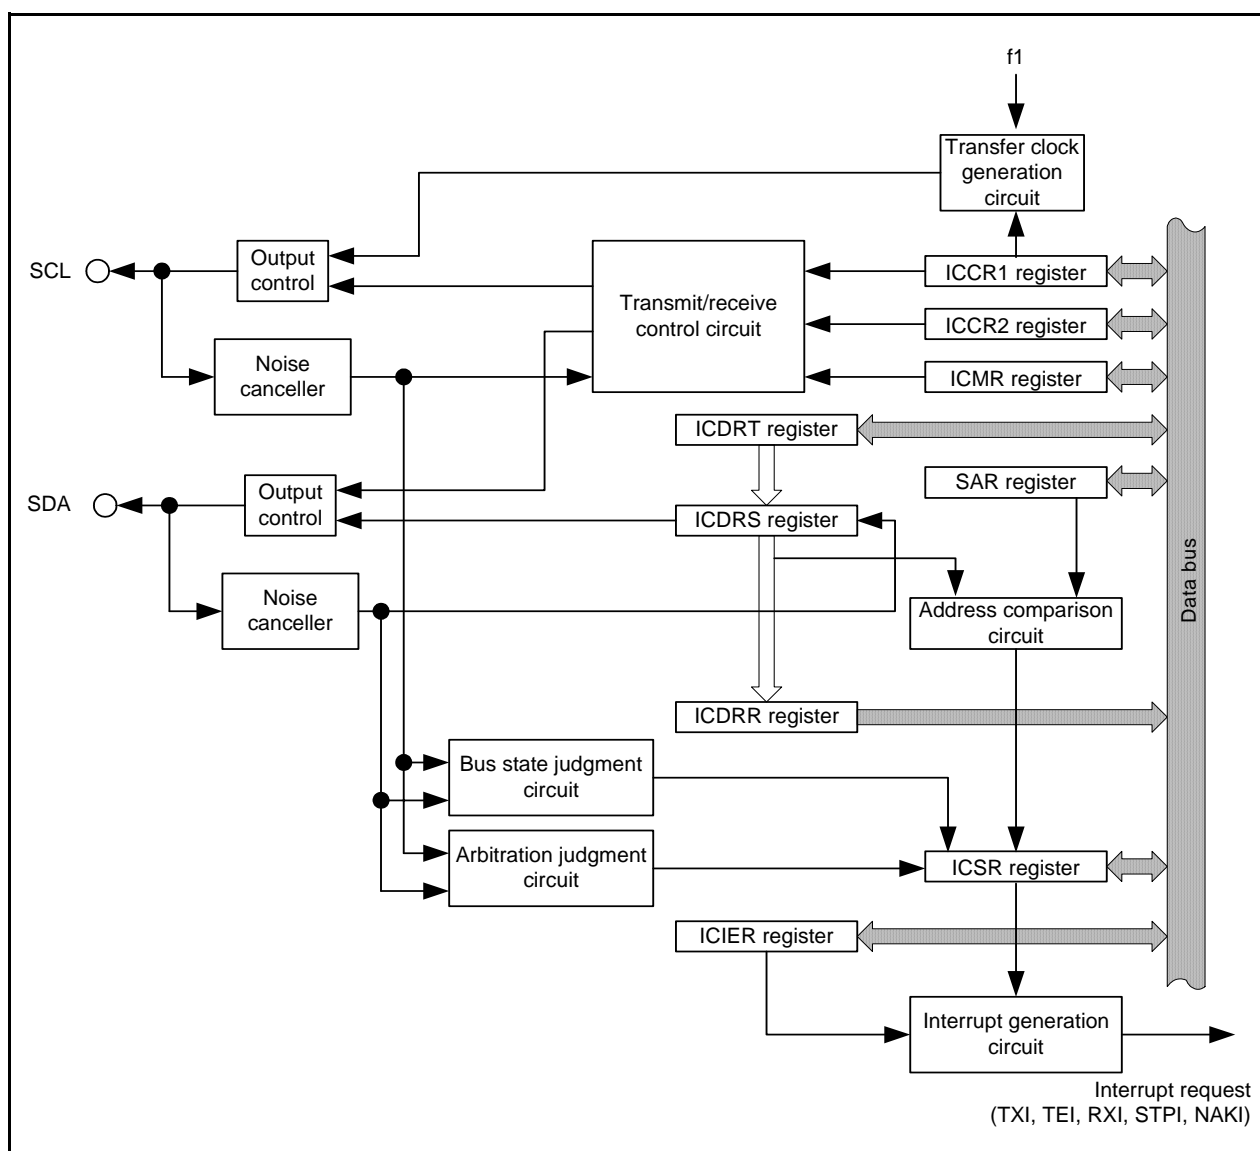 f1
Transfer clock
generation
circuit
SCL
Output
control
Transmit/receive
control circuit
ICCR1 register
ICCR2 register
ICMR register
Noise
canceller
ICDRT register
SAR register
SDA
Output
control
ICDRS register
Data bus
Noise
canceller
Address comparison
circuit
ICDRR register
Bus state judgment
circuit
Arbitration judgment
circuit
ICSR register
ICIER register
Interrupt generation
circuit
Interrupt request
(TXI, TEI, RXI, STPI, NAKI)